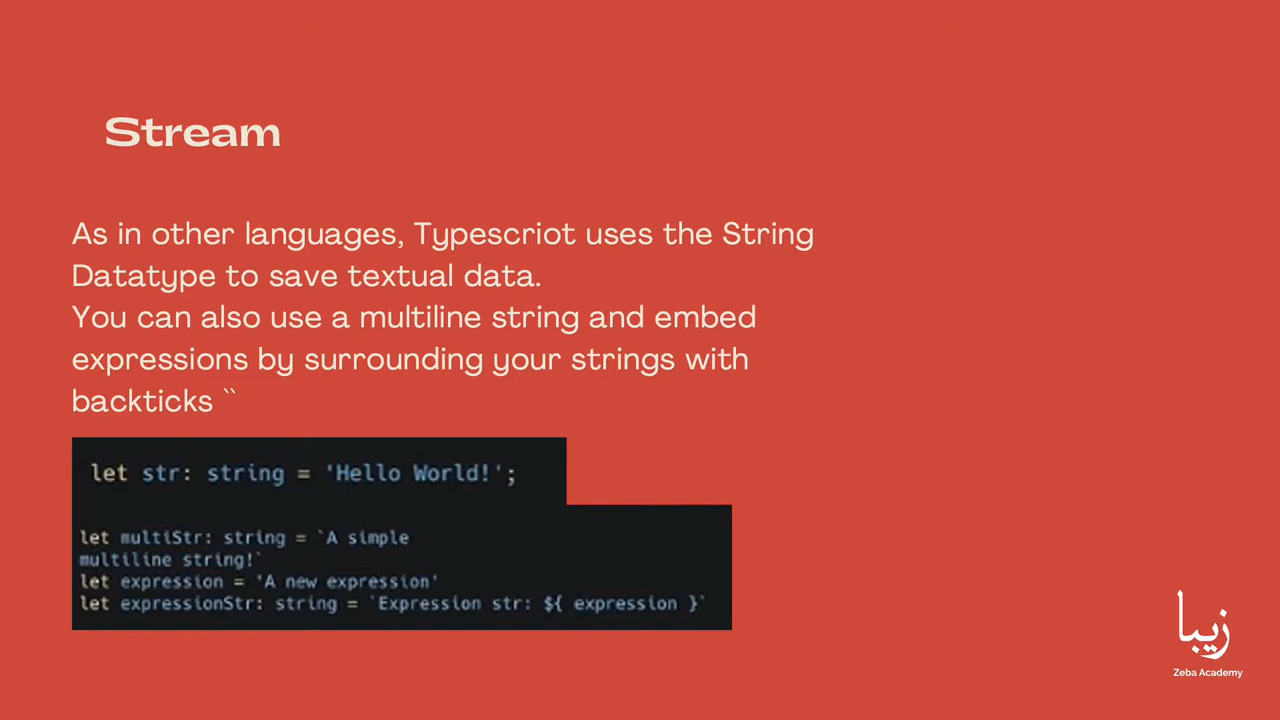 Stream
As in other languages, Typescriot uses the String
Datatype to save textual data.
You can also use a multiline string and embed
expressions by surrounding your strings with
backticks ``
let str: string = 'Hello World!';
let multiStr: string = `A simple
multiline string!`
let expression = 'A new expression'
let expressionStr: string = `Expression str: ${ expression }`
زیبا
Zeba Academy